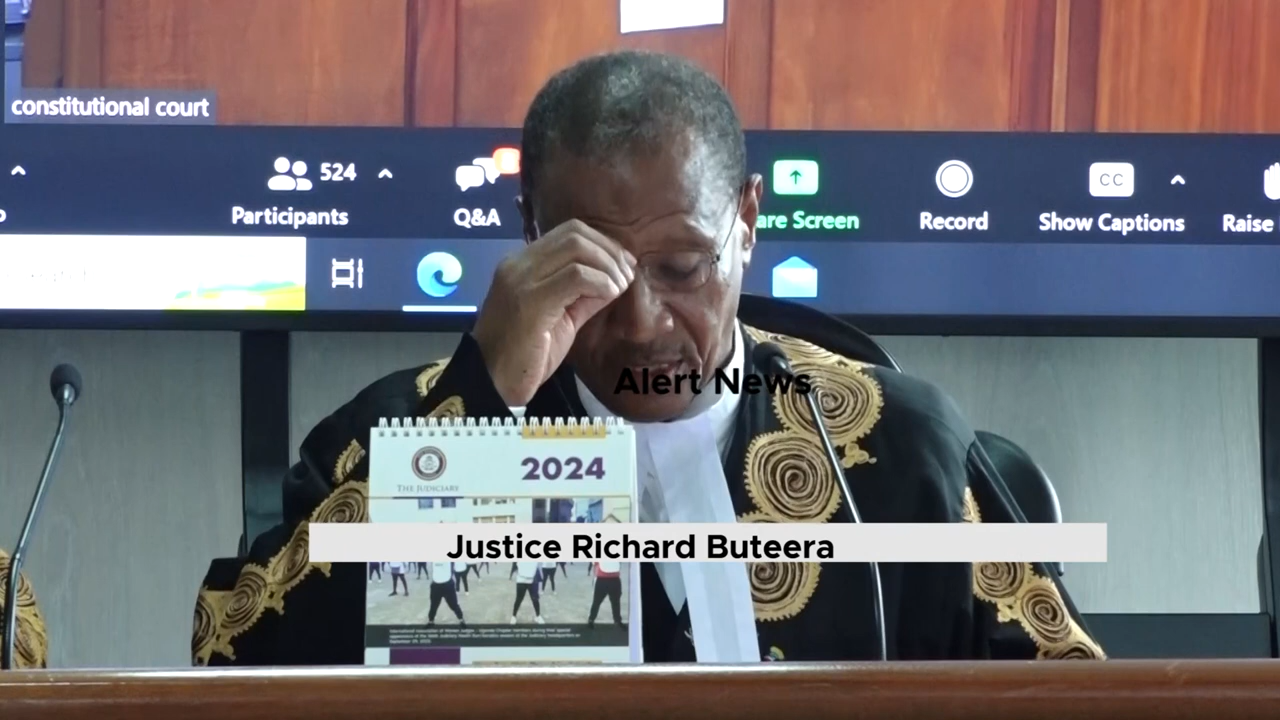 constitutional court
524
Participants
Q&A
are Screen
Record
CC
Show Captions
Raise
Alert News
2024
THE JUDICIARY
Justice Richard Buteera